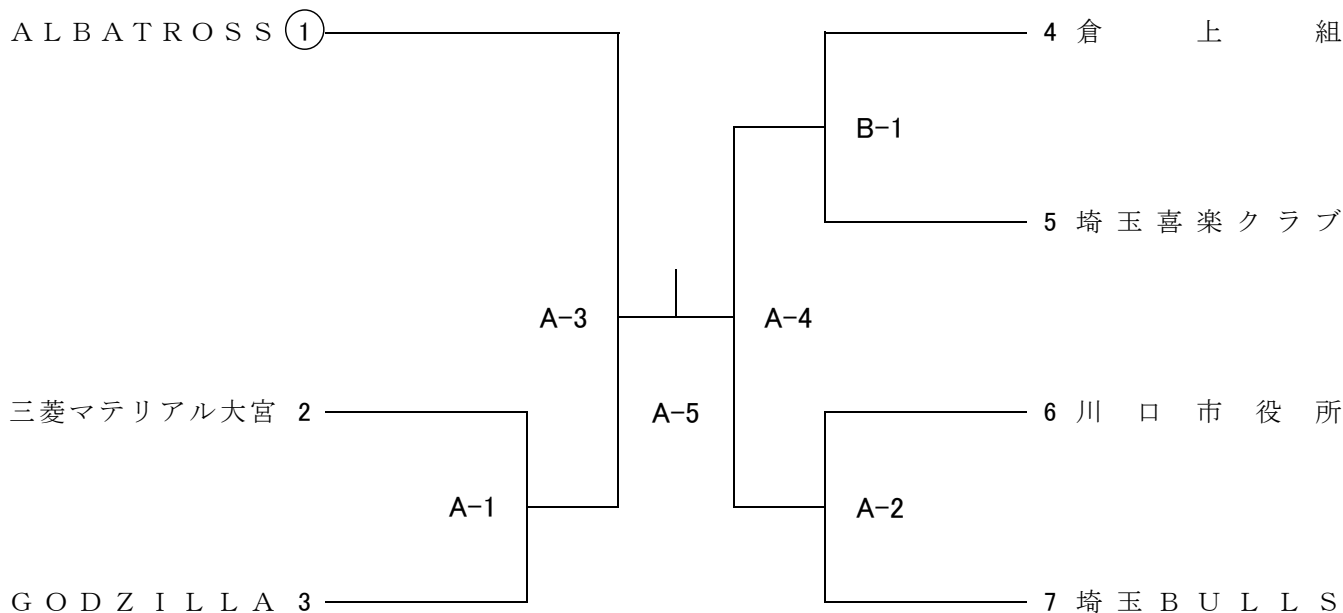 ALBATROSS 1
4 倉上組
B-1
5 埼玉喜楽クラブ
A-3
A-4
三菱マテリアル大宮 2
A-5
6 川口市役所
A-1
A-2
GODZILLA 3
7 埼玉BULLS